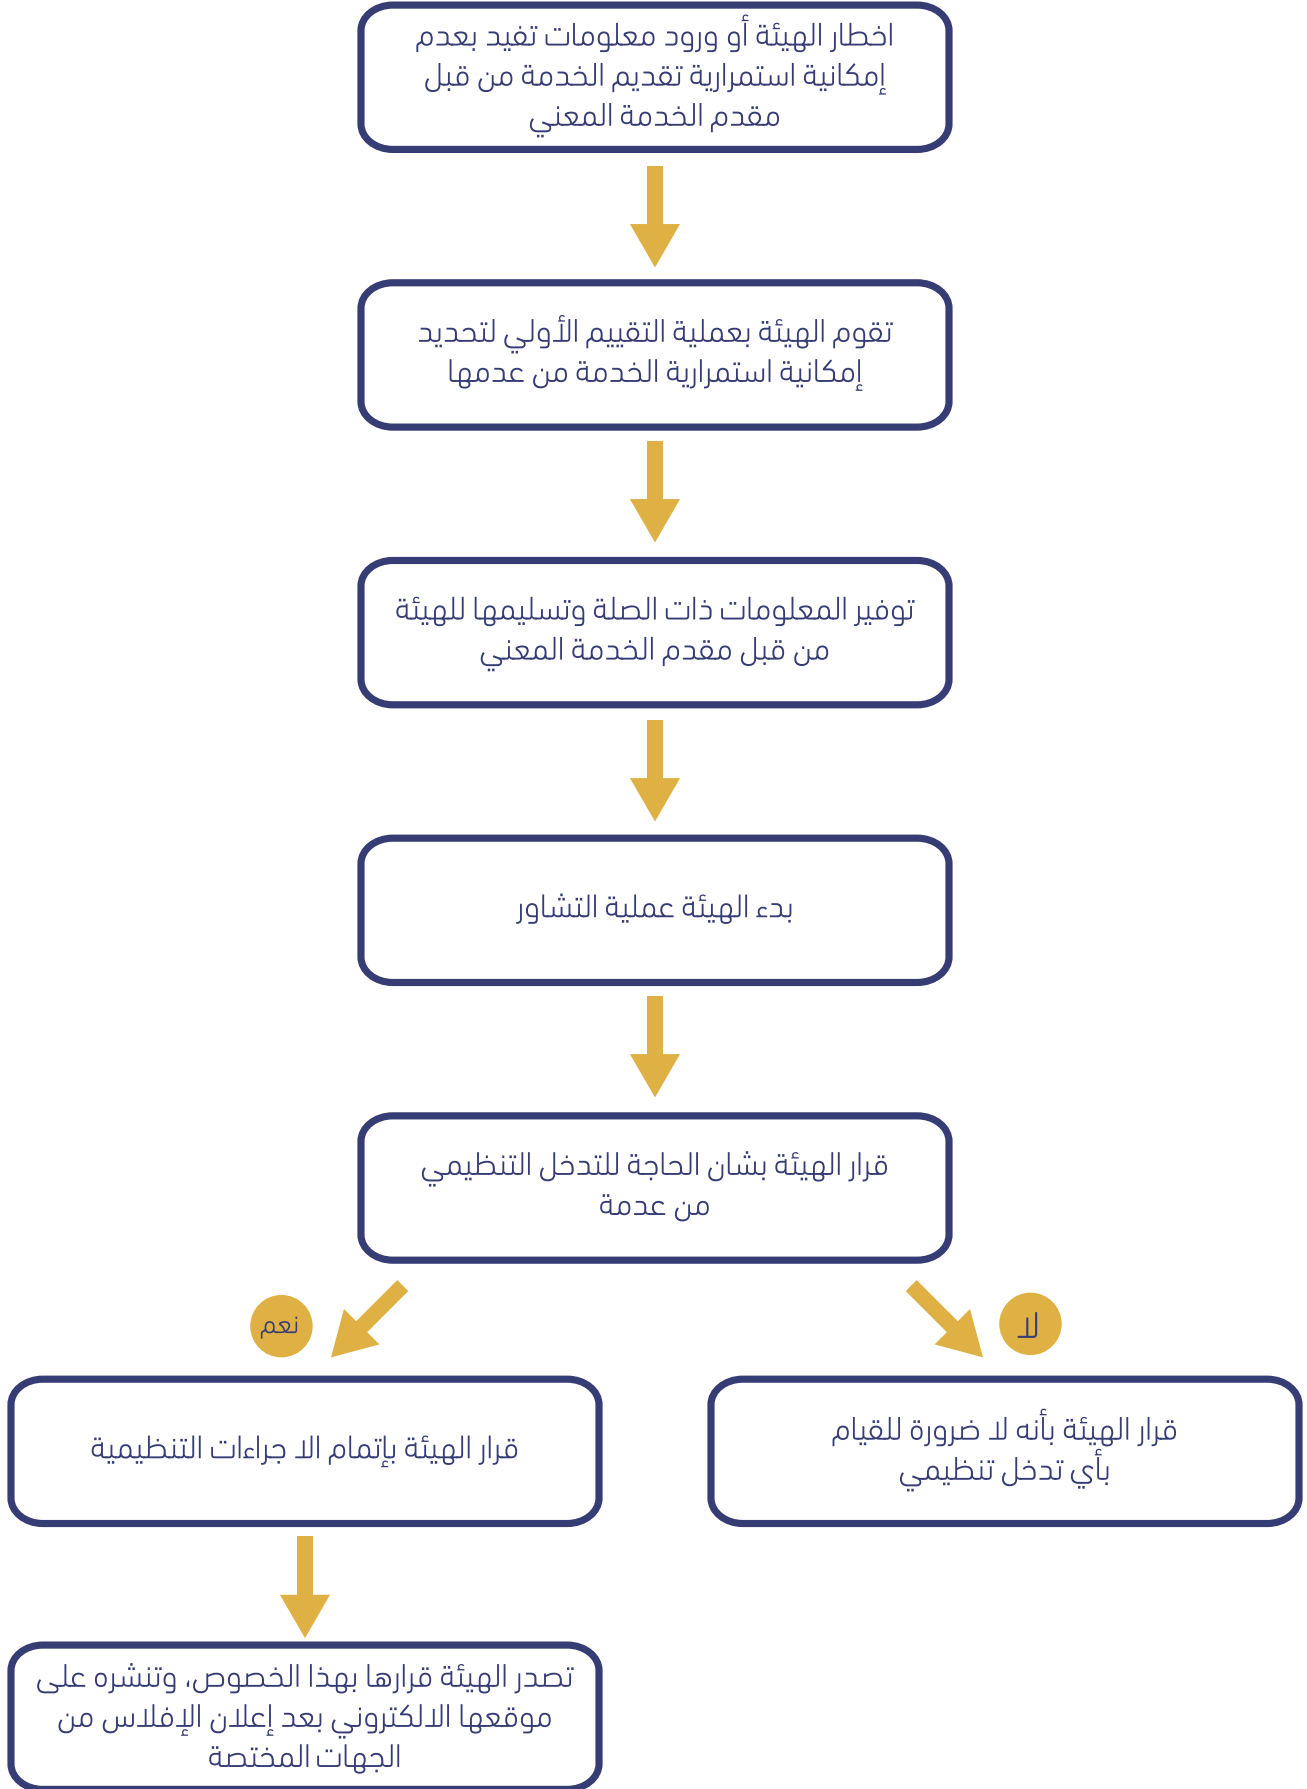 اخطار الهيئة أو ورود معلومات تفيد بعدم
إمكانية استمرارية تقديم الخدمة من قبل
مقدم الخدمة المعني
تقوم الهيئة بعملية التقييم الأولي لتحديد
إمكانية استمرارية الخدمة من عدمها
توفير المعلومات ذات الصلة وتسليمها للهيئة
من قبل مقدم الخدمة المعني
بدء الهيئة عملية التشاور
قرار الهيئة بشان الحاجة للتدخل التنظيمي
من عدمة
لا
نعم
قرار الهيئة بأنه لا ضرورة للقيام
بأي تدخل تنظيمي
قرار الهيئة بإتمام الا جراءات التنظيمية
تصدر الهيئة قرارها بهذا الخصوص، وتنشره على
موقعها الالكتروني بعد إعلان الإفلاس من
الجهات المختصة